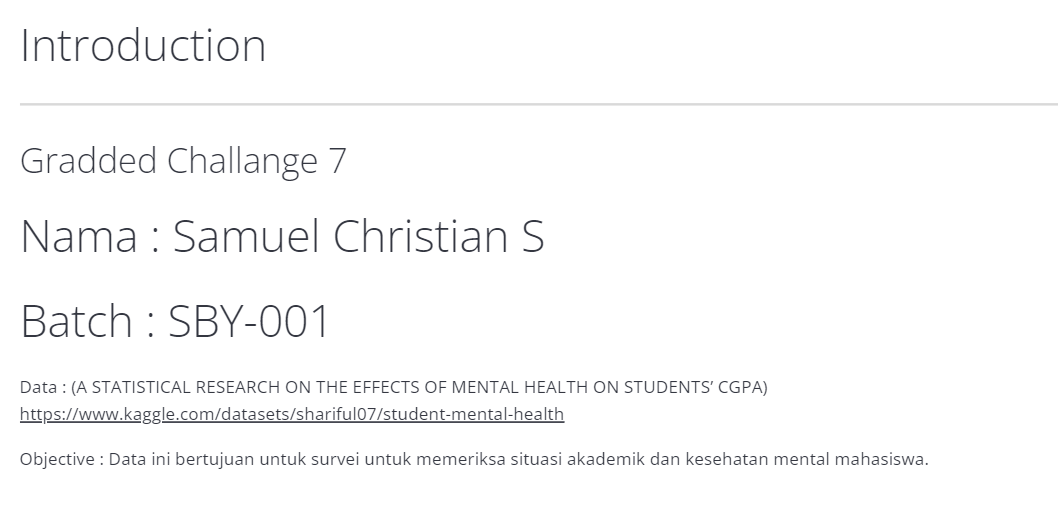 Introduction
Gradded Challange 7
Nama : Samuel Christian S
Batch : SBY-001
Data : (A STATISTICAL RESEARCH ON THE EFFECTS OF MENTAL HEALTH ON STUDENTS’ CGPA)
https://www.kaggle.com/datasets/shariful07/student-mental-health
Objective : Data ini bertujuan untuk survei untuk memeriksa situasi akademik dan kesehatan mental mahasiswa.